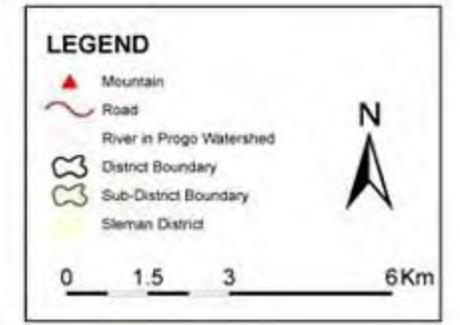 LEGEND
Mountain
Road
River in Progo Watershed
District Boundary
Sub-District Boundary
Sleman District
N
0 1.5 3 6 Km